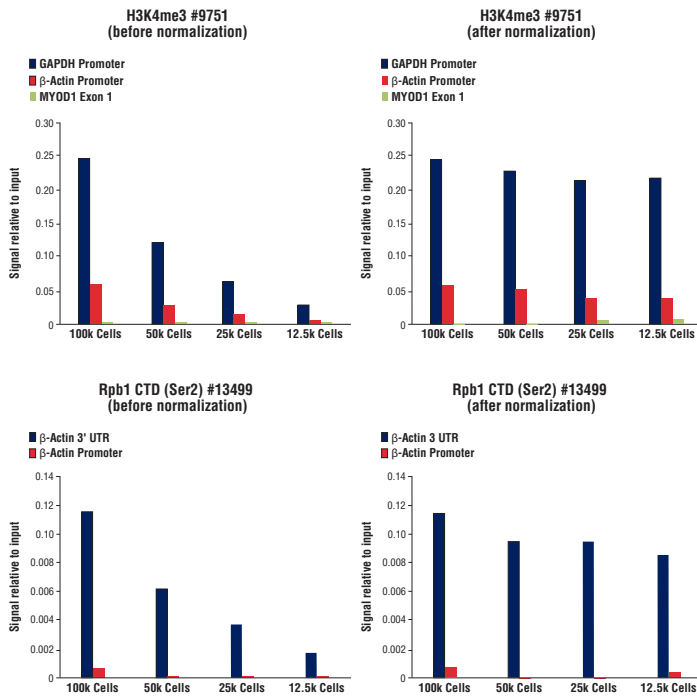 H3K4me3 #9751
(before normalization)
GAPDH Promoter
β-Actin Promoter
MYOD1 Exon 1
Signal relative to input
0.30
0.25
0.20
0.15
0.10
0.05
0
100k Cells 50k Cells 25k Cells 12.5k Cells
H3K4me3 #9751
(after normalization)
GAPDH Promoter
β-Actin Promoter
MYOD1 Exon 1
Signal relative to input
0.30
0.25
0.20
0.15
0.10
0.05
0
100k Cells 50k Cells 25k Cells 12.5k Cells
Rpb1 CTD (Ser2) #13499
(before normalization)
β-Actin 3' UTR
β-Actin Promoter
Signal relative to input
0.14
0.12
0.10
0.008
0.006
0.004
0.002
0
100k Cells 50k Cells 25k Cells 12.5k Cells
Rpb1 CTD (Ser2) #13499
(after normalization)
β-Actin 3 UTR
β-Actin Promoter
Signal relative to input
0.14
0.12
0.10
0.008
0.006
0.004
0.002
0
100k Cells 50k Cells 25k Cells 12.5k Cells